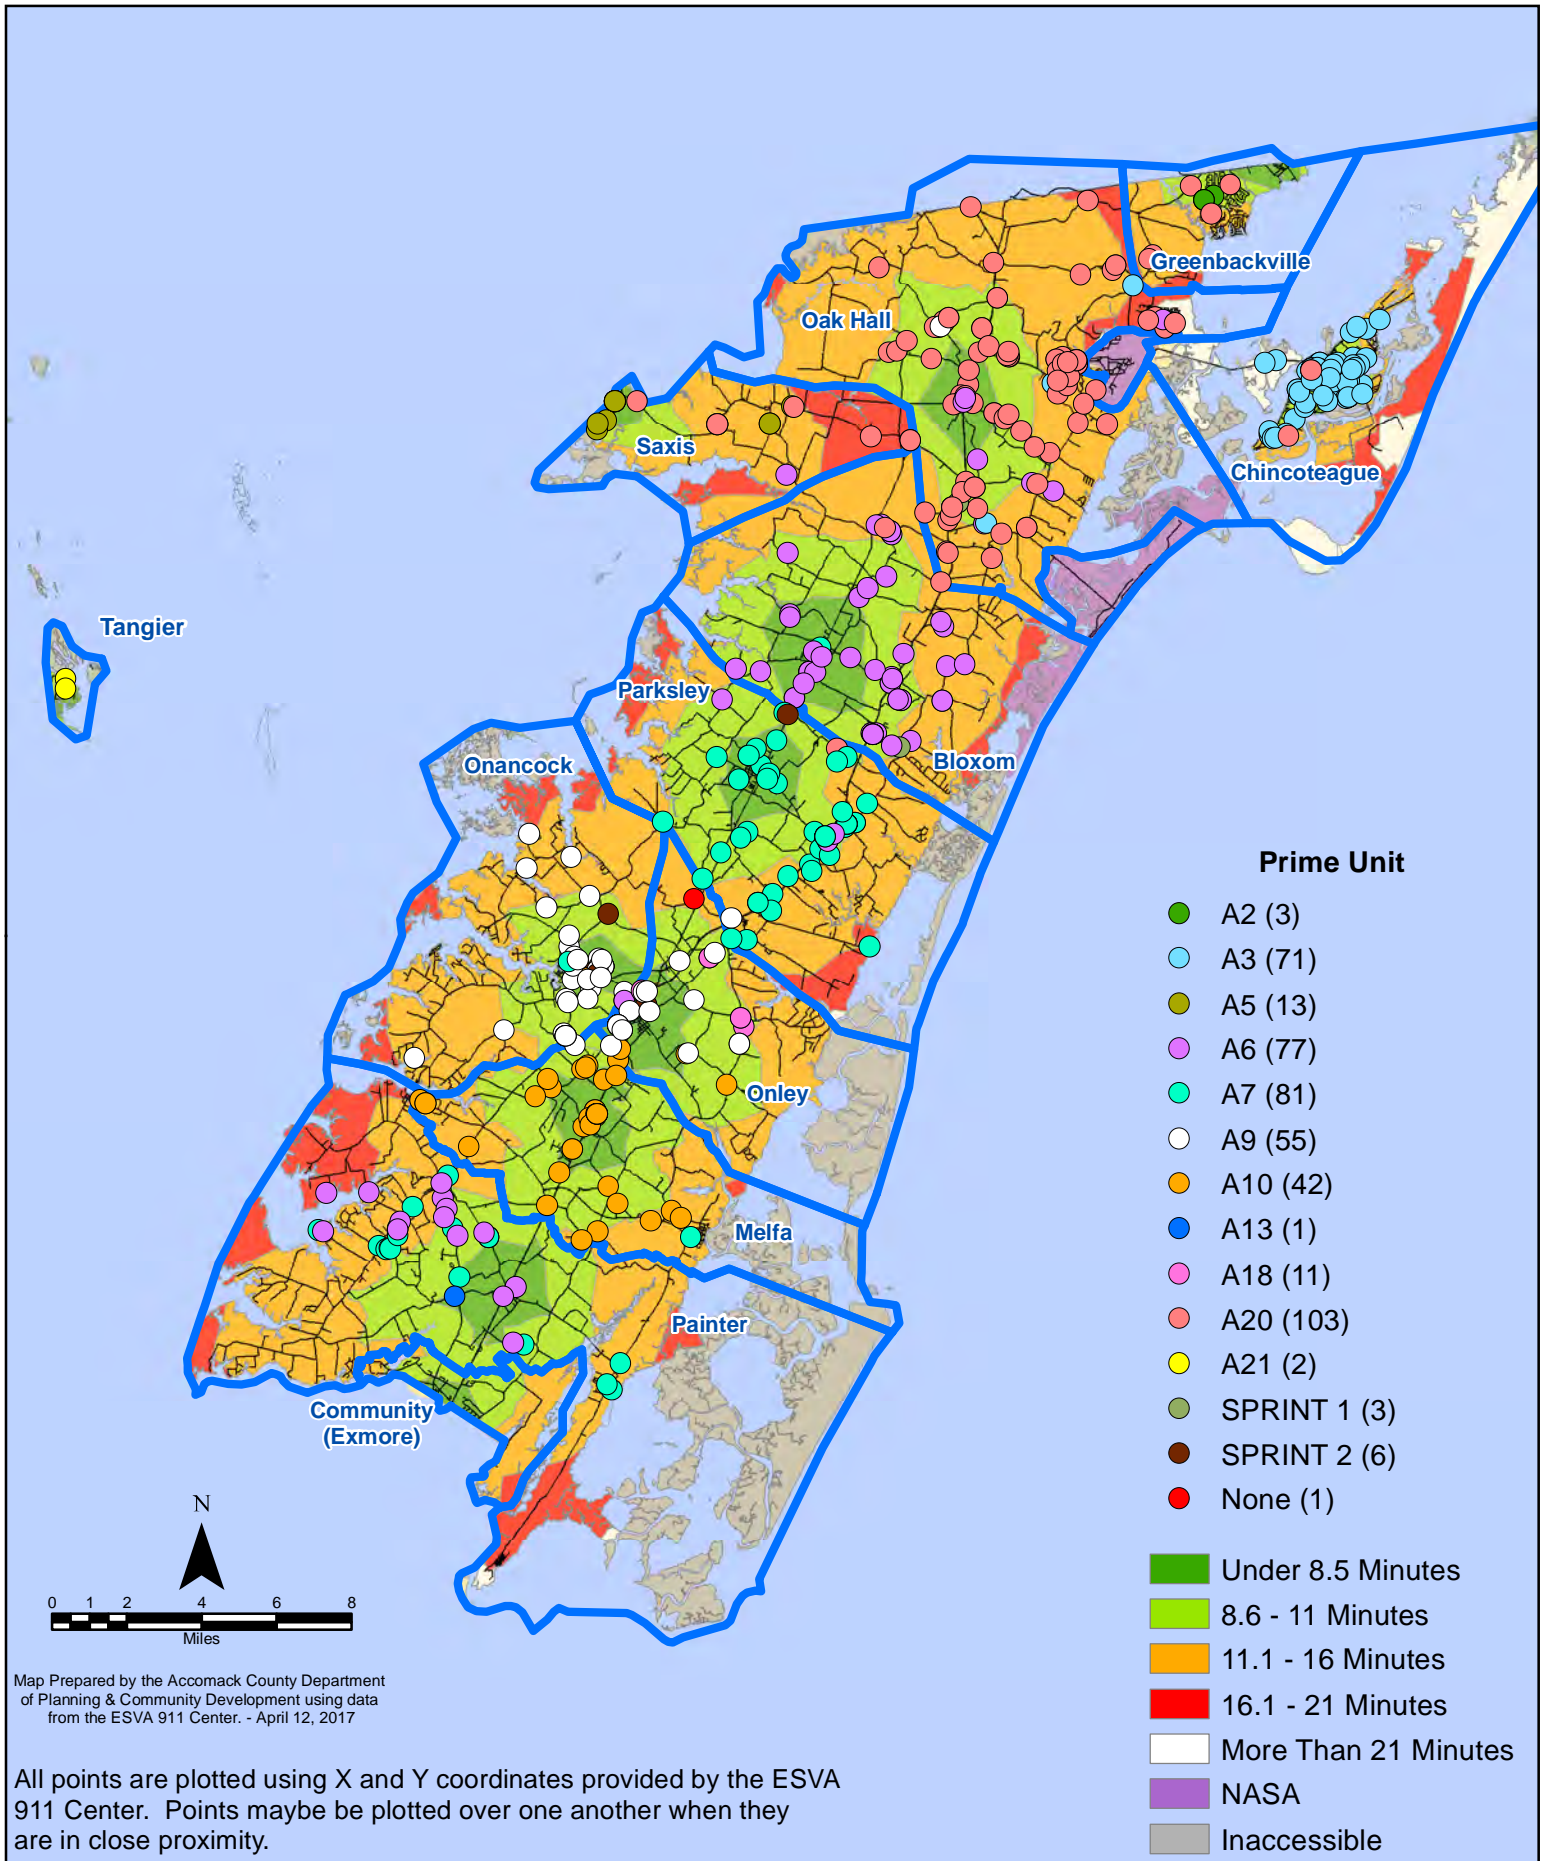 Greenbackville
Oak Hall
Saxis
Chincoteague
Tangier
Parksley
Onancock
Bloxom
Onley
Melfa
Painter
Community
(Exmore)
Prime Unit
A2 (3)
A3 (71)
A5 (13)
A6 (77)
A7 (81)
A9 (55)
A10 (42)
A13 (1)
A18 (11)
A20 (103)
A21 (2)
SPRINT 1 (3)
SPRINT 2 (6)
None (1)
Under 8.5 Minutes
8.6 - 11 Minutes
11.1 - 16 Minutes
16.1 - 21 Minutes
More Than 21 Minutes
NASA
Inaccessible
N
0 1 2 4 6 8
Miles
Map Prepared by the Accomack County Department
of Planning & Community Development using data
from the ESVA 911 Center. - April 12, 2017
All points are plotted using X and Y coordinates provided by the ESVA
911 Center. Points maybe be plotted over one another when they
are in close proximity.